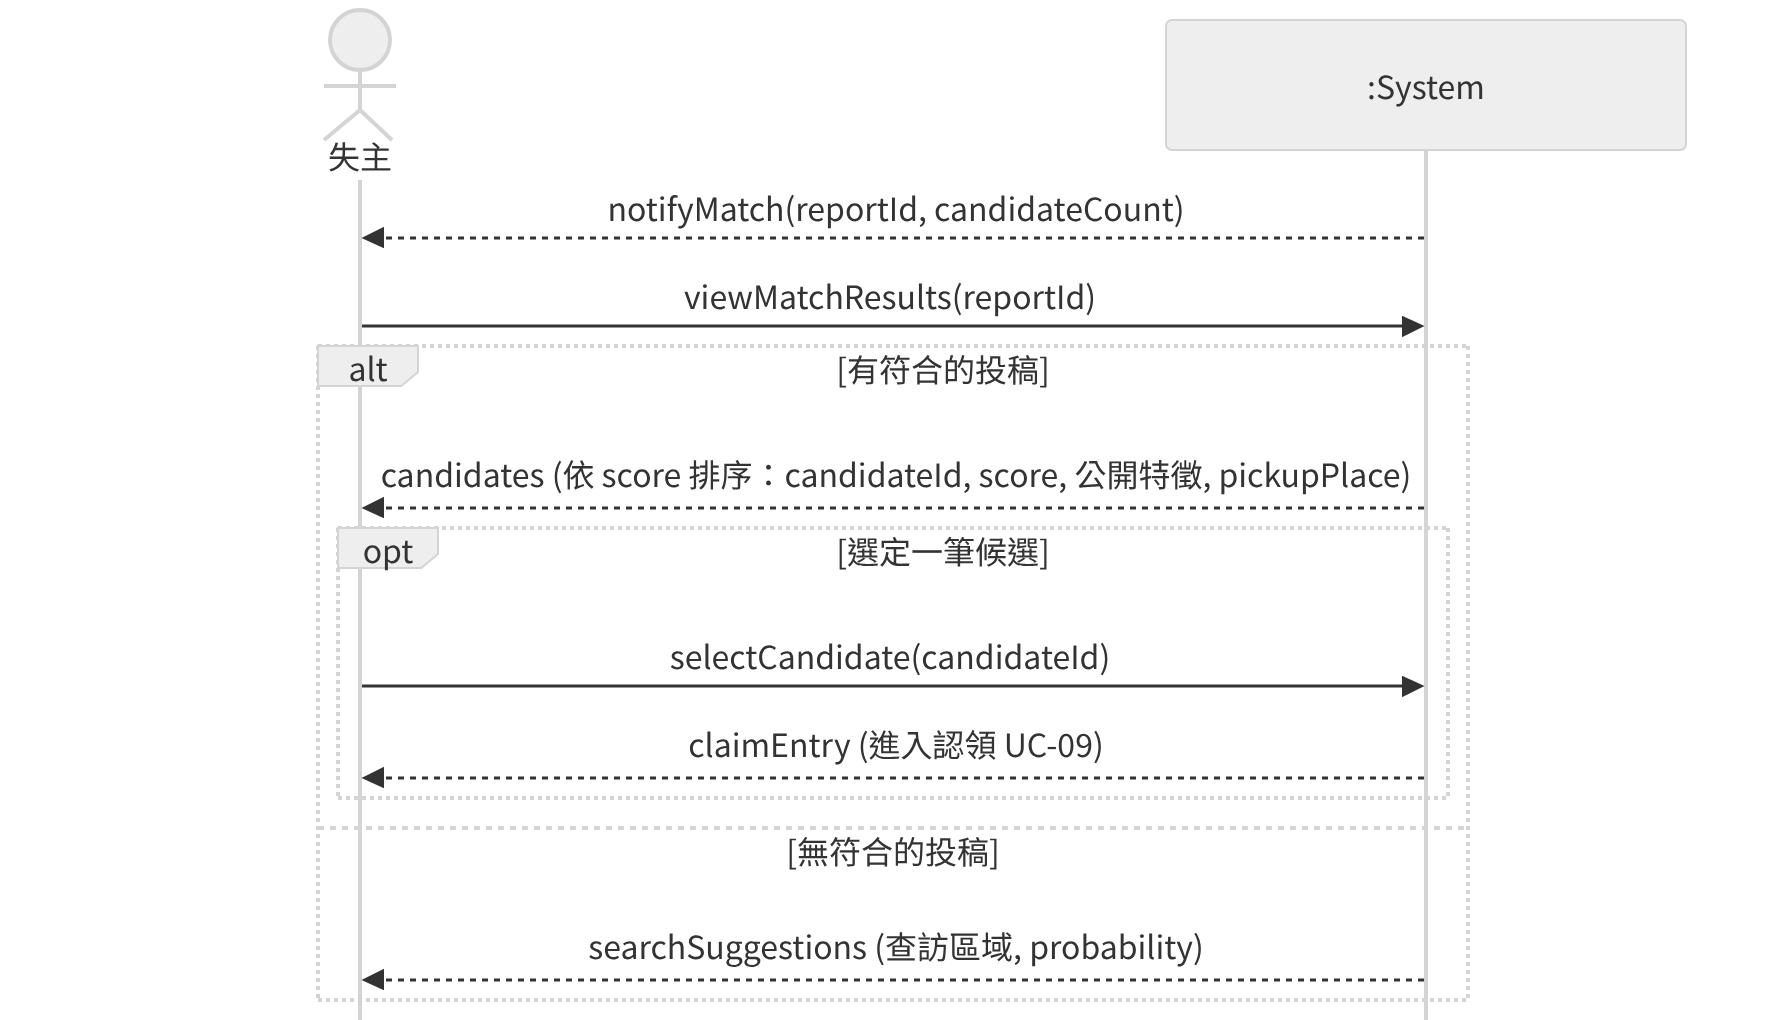 失主
:System
notifyMatch(reportId, candidateCount)
viewMatchResults(reportId)
alt
[有符合的投稿]
candidates (依 score 排序：candidateId, score, 公開特徵, pickupPlace)
opt
[選定一筆候選]
selectCandidate(candidateId)
claimEntry (進入認領 UC-09)
[無符合的投稿]
searchSuggestions (查訪區域, probability)